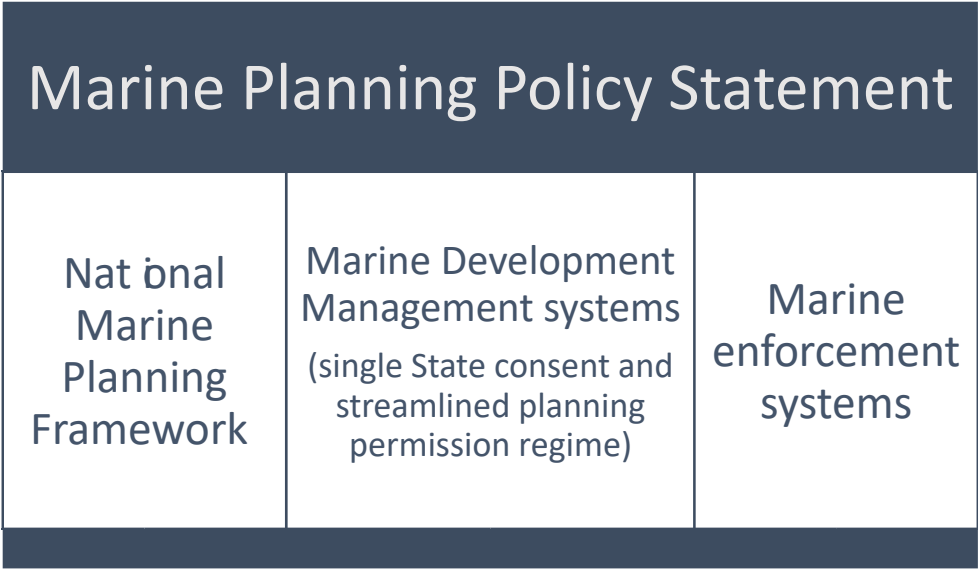 Marine Planning Policy Statement
National
Marine
Planning
Framework
Marine Development
Management systems
(single State consent and
streamlined planning
permission regime)
Marine
enforcement
systems